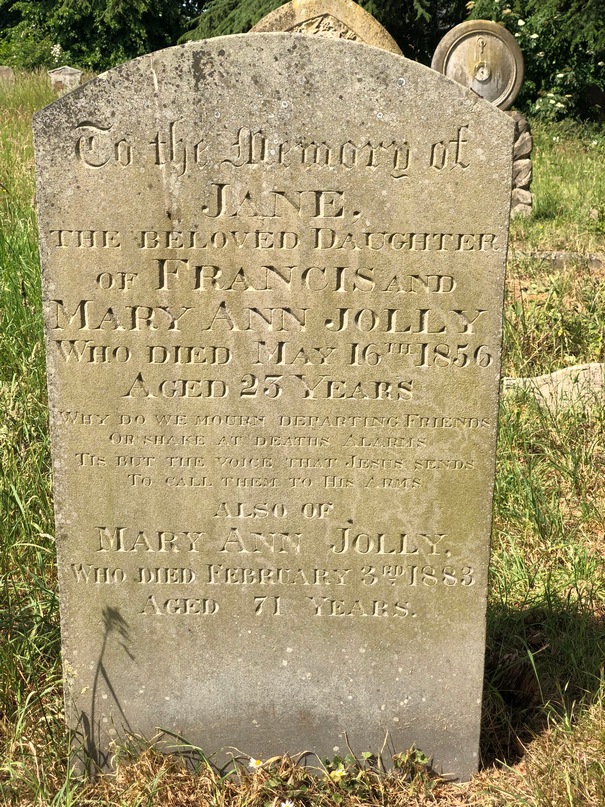 To the Memory of
JANE.
THE BELOVED DAUGHTER
OF FRANCIS AND
MARY ANN JOLLY
WHO DIED MAY 16TH 1856
AGED 23 YEARS
WHY DO WE MOURN DEPARTING FRIENDS
OR SHAKE AT DEATHS ALARMS
TIS BUT THE VOICE THAT JESUS SENDS
TO CALL THEM TO HIS ARMS
ALSO OF
MARY ANN JOLLY.
WHO DIED FEBRUARY 3RD 1883
AGED 71 YEARS.